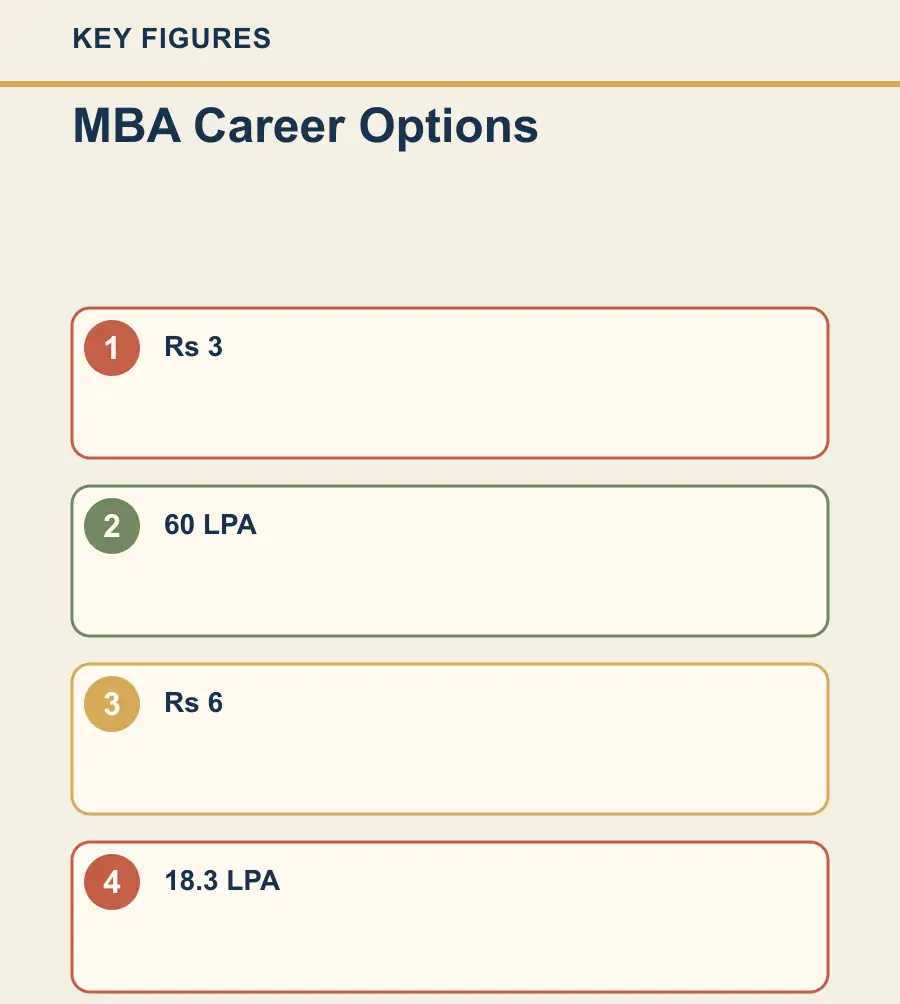 KEY FIGURES
MBA Career Options
1 Rs 3
2 60 LPA
3 Rs 6
4 18.3 LPA